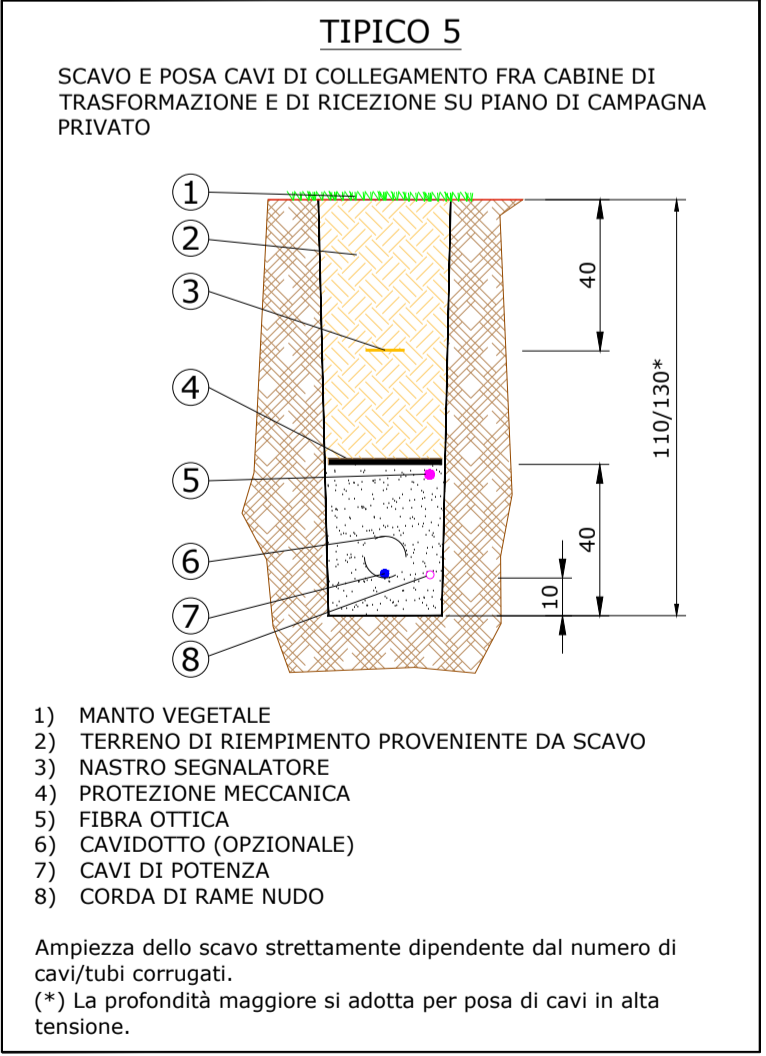 TIPICO 5
SCAVO E POSA CAVI DI COLLEGAMENTO FRA CABINE DI
TRASFORMAZIONE E DI RICEZIONE SU PIANO DI CAMPAGNA
PRIVATO
1
2
3
4
5
6
7
8
40
110/130*
40
10
1) MANTO VEGETALE
2) TERRENO DI RIEMPIMENTO PROVENIENTE DA SCAVO
3) NASTRO SEGNALATORE
4) PROTEZIONE MECCANICA
5) FIBRA OTTICA
6) CAVIDOTTO (OPZIONALE)
7) CAVI DI POTENZA
8) CORDA DI RAME NUDO
Ampiezza dello scavo strettamente dipendente dal numero di
cavi/tubi corrugati.
(*) La profondità maggiore si adotta per posa di cavi in alta
tensione.